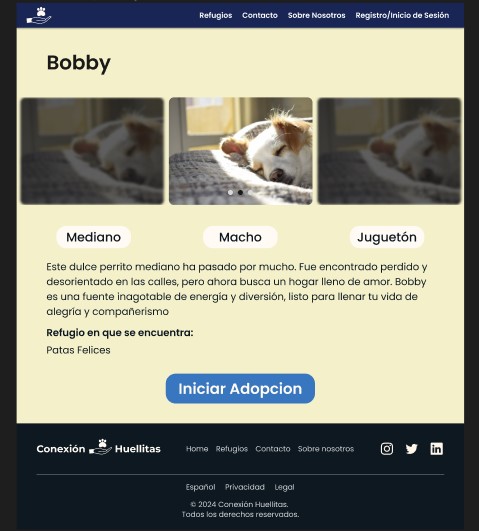 Refugios Contacto Sobre Nosotros Registro/Inicio de Sesión
Bobby
Mediano Macho Juguetón
Este dulce perrito mediano ha pasado por mucho. Fue encontrado perdido y
desorientado en las calles, pero ahora busca un hogar lleno de amor. Bobby
es una fuente inagotable de energía y diversión, listo para llenar tu vida de
alegría y compañerismo
Refugio en que se encuentra:
Patas Felices
Iniciar Adopcion
Conexión Huellitas Home Refugios Contacto Sobre nosotros
Español Privacidad Legal
© 2024 Conexión Huellitas.
Todos los derechos reservados.